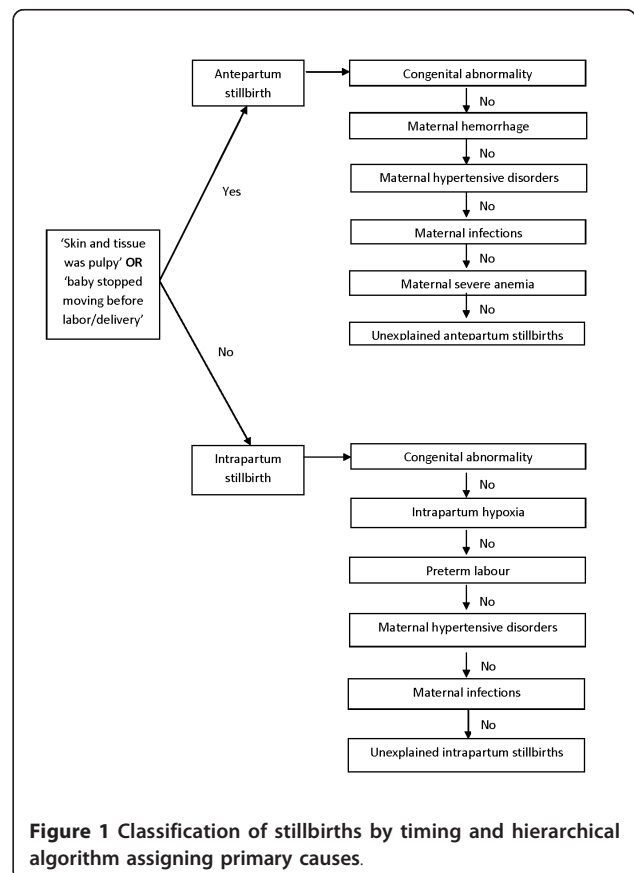 Antepartum
stillbirth
Congenital abnormality
No
Maternal hemorrhage
No
Maternal hypertensive disorders
No
Maternal infections
No
Maternal severe anemia
No
Unexplained antepartum stillbirths
Yes
'Skin and tissue
was pulpy' OR
'baby stopped
moving before
labor/delivery'
No
Intrapartum
stillbirth
Congenital abnormality
No
Intrapartum hypoxia
No
Preterm labour
No
Maternal hypertensive disorders
No
Maternal infections
No
Unexplained intrapartum stillbirths
Figure 1 Classification of stillbirths by timing and hierarchical
algorithm assigning primary causes.